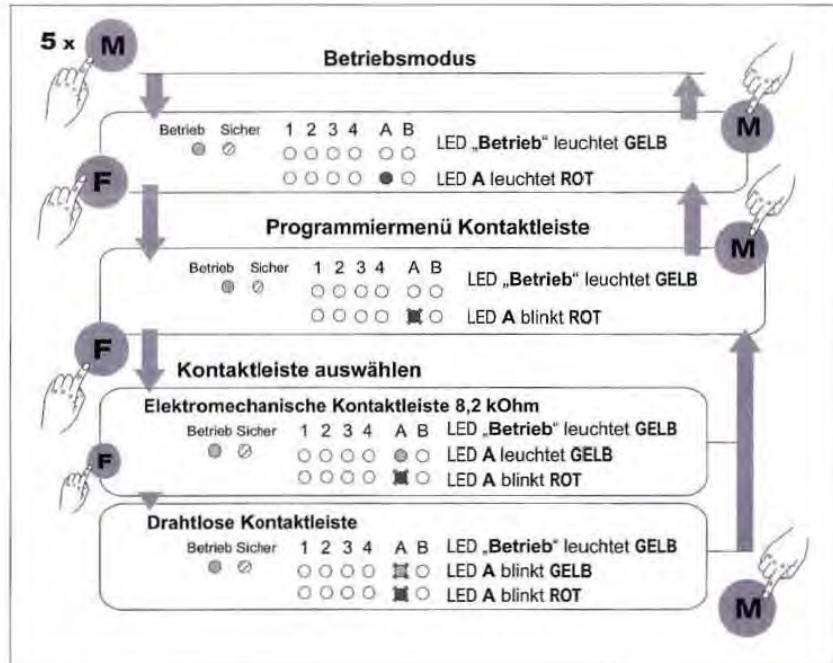 5 x M
Betriebsmodus
M
Betrieb Sicher 1 2 3 4 A B
LED „Betrieb“ leuchtet GELB
LED A leuchtet ROT
F
Programmiermenü Kontaktleiste
M
Betrieb Sicher 1 2 3 4 A B
LED „Betrieb“ leuchtet GELB
LED A blinkt ROT
F
Kontaktleiste auswählen
Elektromechanische Kontaktleiste 8,2 kOhm
Betrieb Sicher 1 2 3 4 A B LED „Betrieb“ leuchtet GELB
LED A leuchtet GELB
F
LED A blinkt ROT
Drahtlose Kontaktleiste
Betrieb Sicher 1 2 3 4 A B LED „Betrieb“ leuchtet GELB
LED A blinkt GELB
LED A blinkt ROT
M